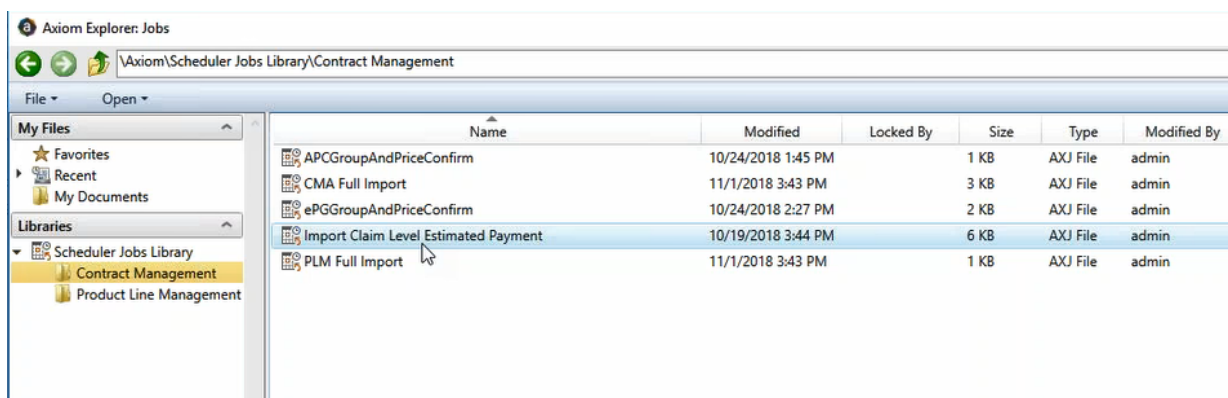 Axiom Explorer: Jobs
\Axiom\Scheduler Jobs Library\Contract Management
File Open
My Files
Favorites
Recent
My Documents
Libraries
Scheduler Jobs Library
Contract Management
Product Line Management
Name Modified Locked By Size Type Modified By
APCGroupAndPriceConfirm 10/24/2018 1:45 PM 1 KB AXJ File admin
CMA Full Import 11/1/2018 3:43 PM 3 KB AXJ File admin
ePGGroupAndPriceConfirm 10/24/2018 2:27 PM 2 KB AXJ File admin
Import Claim Level Estimated Payment 10/19/2018 3:44 PM 6 KB AXJ File admin
PLM Full Import 11/1/2018 3:43 PM 1 KB AXJ File admin